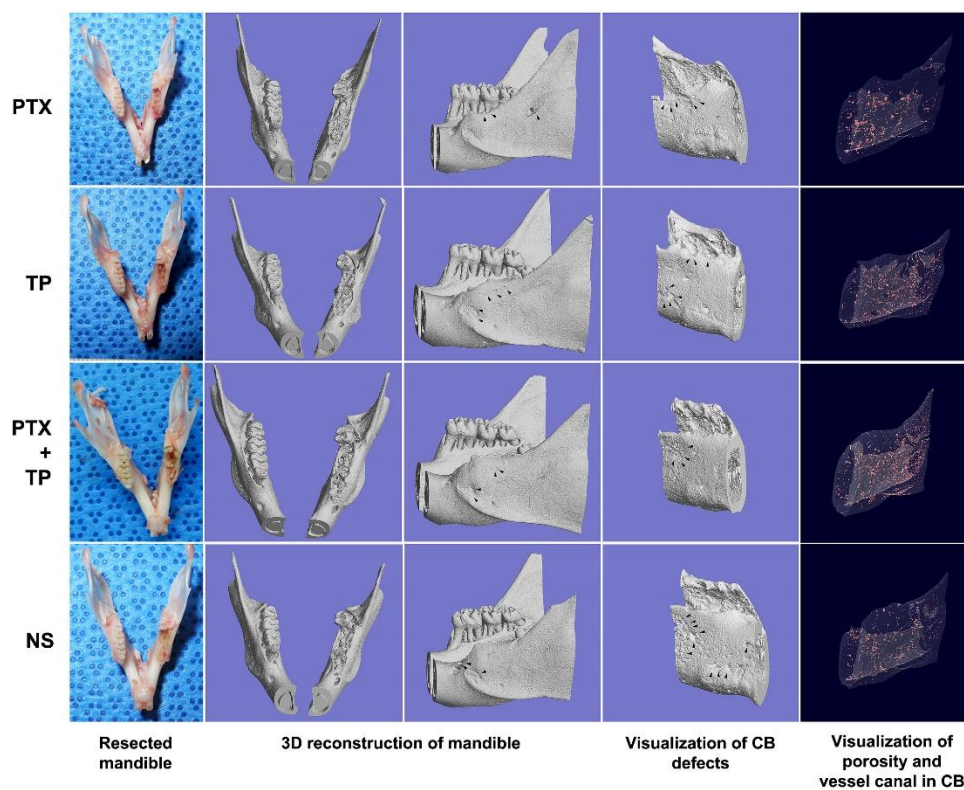 PTX
TP
PTX
+
TP
NS
Resected
mandible
3D reconstruction of mandible
Visualization of CB
defects
Visualization of
porosity and
vessel canal in CB